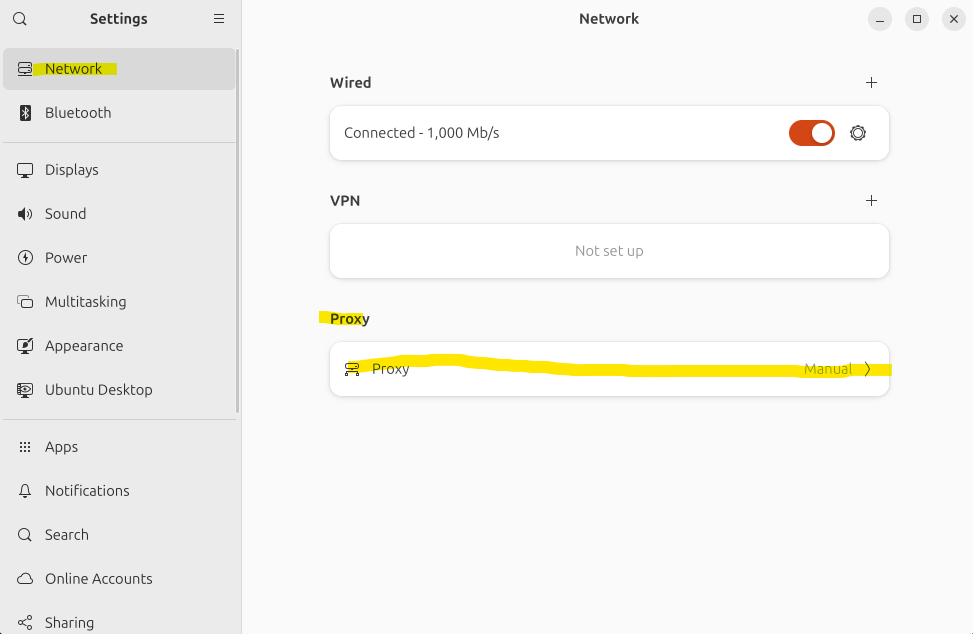 Settings
Network
Bluetooth
Displays
Sound
Power
Multitasking
Appearance
Ubuntu Desktop
Apps
Notifications
Search
Online Accounts
Sharing
Network
Wired
Connected - 1,000 Mb/s
VPN
Not set up
Proxy
Proxy Manual